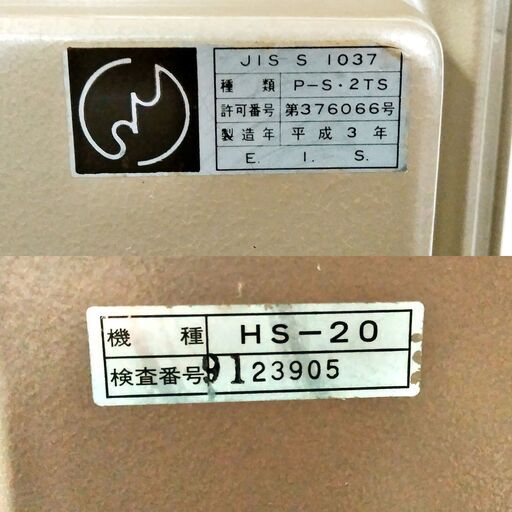 JIS S 1037
種類 P-S・2TS
許可番号 第376066号
製造年 平成3年
E. I. S.
機種 HS-20
検査番号 9123905